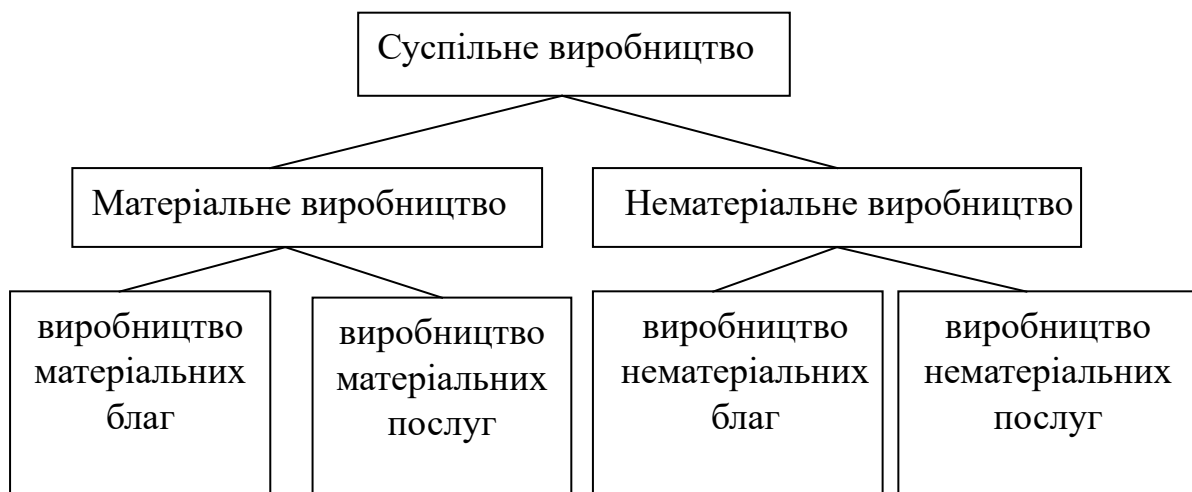 Суспільне виробництво
Матеріальне виробництво
Нематеріальне виробництво
виробництво
матеріальних
благ
виробництво
матеріальних
послуг
виробництво
нематеріальних
благ
виробництво
нематеріальних
послуг